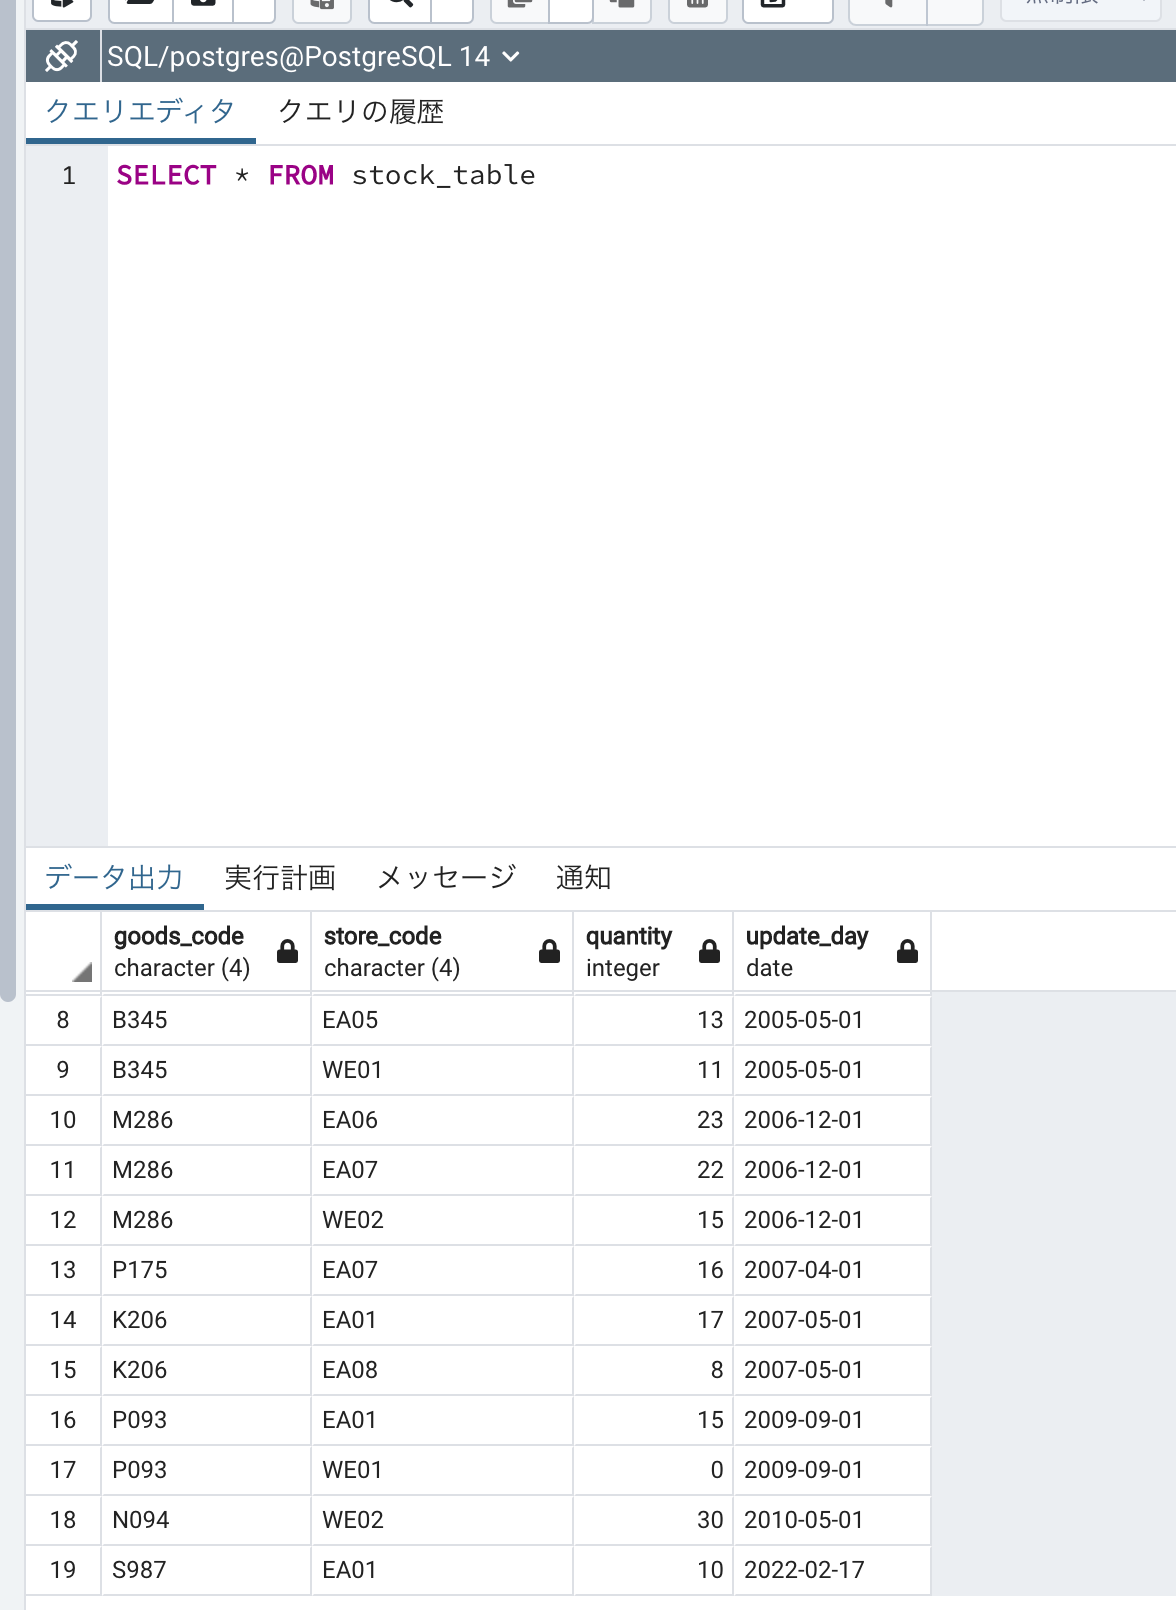 SQL/postgres@PostgreSQL 14
クエリエディタ クエリの履歴
1 SELECT * FROM stock_table
データ出力 実行計画 メッセージ 通知
goods_code store_code quantity update_day
character (4) character (4) integer date
8 B345 EA05 13 2005-05-01
9 B345 WE01 11 2005-05-01
10 M286 EA06 23 2006-12-01
11 M286 EA07 22 2006-12-01
12 M286 WE02 15 2006-12-01
13 P175 EA07 16 2007-04-01
14 K206 EA01 17 2007-05-01
15 K206 EA08 8 2007-05-01
16 P093 EA01 15 2009-09-01
17 P093 WE01 0 2009-09-01
18 N094 WE02 30 2010-05-01
19 S987 EA01 10 2022-02-17